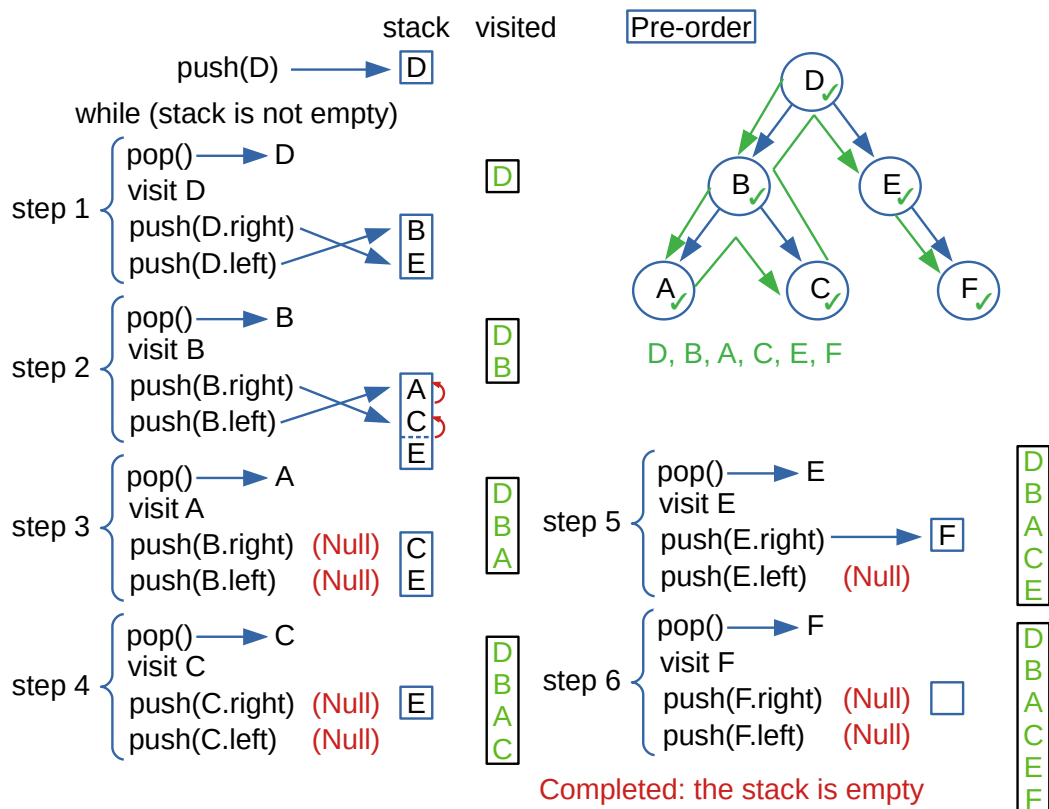 stack visited Pre-order
push(D) D
while (stack is not empty)
step 1
pop() D
visit D
push(D.right)
push(D.left)
B
E
D
step 2
pop() B
visit B
push(B.right)
push(B.left)
A
C
E
D
B
step 3
pop() A
visit A
push(B.right) (Null)
push(B.left) (Null)
C
E
D
B
A
step 4
pop() C
visit C
push(C.right) (Null)
push(C.left) (Null)
E
D
B
A
C
D
B E
A C F
D, B, A, C, E, F
step 5
pop() E
visit E
push(E.right) F
push(E.left) (Null)
D
B
A
C
E
step 6
pop() F
visit F
push(F.right) (Null)
push(F.left) (Null)
D
B
A
C
E
F
Completed: the stack is empty